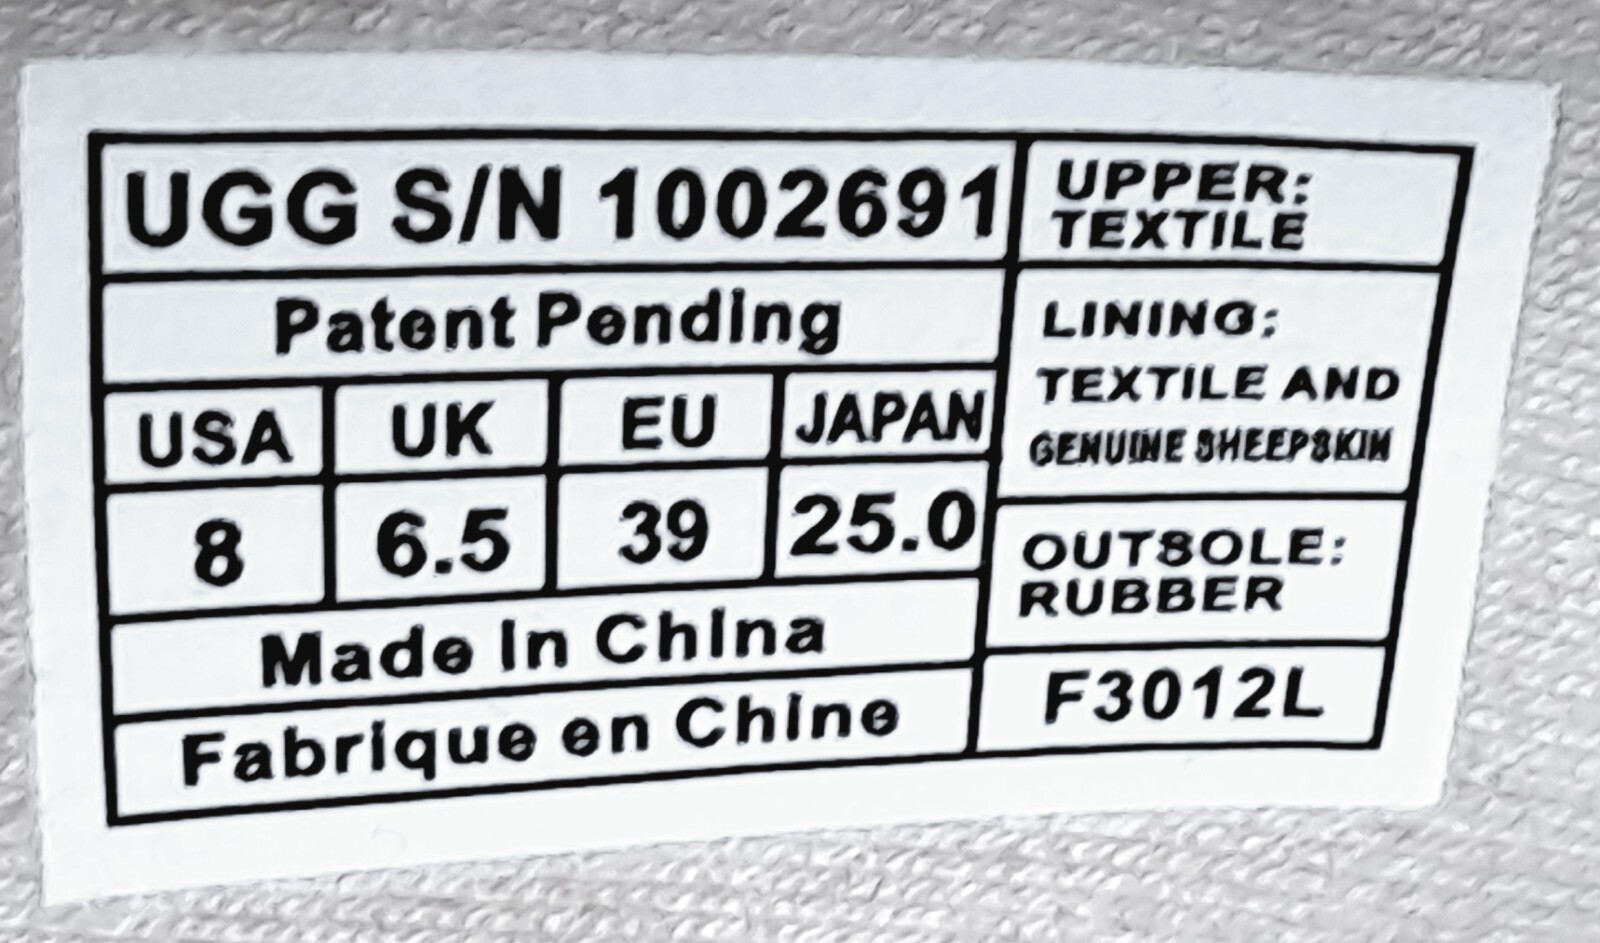 UGG S/N 1002691
Patent Pending
USA UK EU JAPAN
8 6.5 39 25.0
Made in China
Fabrique en Chine
UPPER:
TEXTILE
LINING:
TEXTILE AND
GENUINE SHEEPSKIN
OUTSOLE:
RUBBER
F3012L